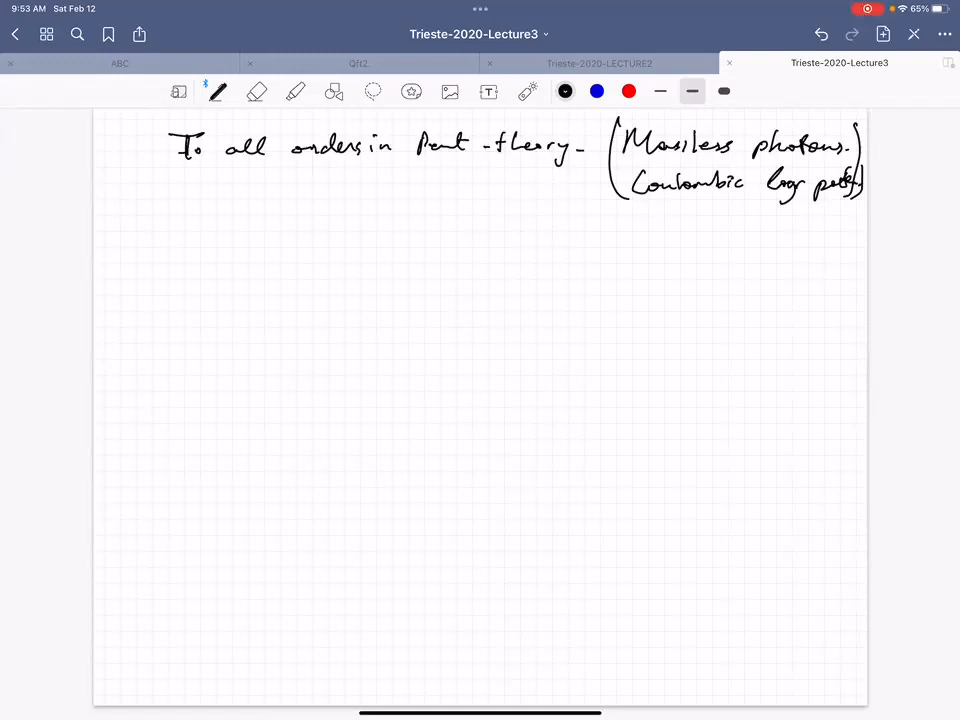 9:53 AM Sat Feb 12
65%
Trieste-2020-Lecture3
ABC
Qft2.
Trieste-2020-LECTURE2
Trieste-2020-Lecture3
To all orders in Pert-theory- (Massless photons.)
(Coulombic